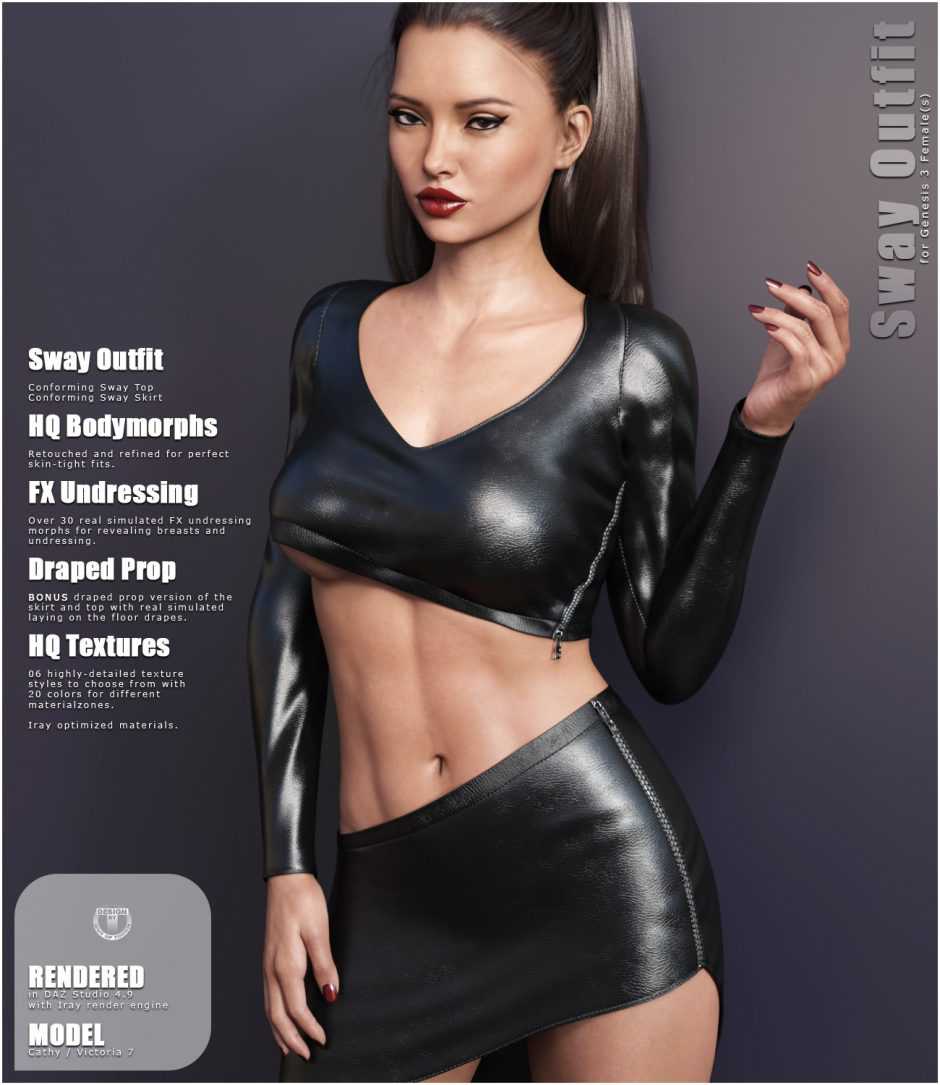 Sway Outfit
for Genesis 3 Female(s)
Sway Outfit
Conforming Sway Top
Conforming Sway Skirt
HQ Bodymorphs
Retouched and refined for perfect
skin-tight fits.
FX Undressing
Over 30 real simulated FX undressing
morphs for revealing breasts and
undressing.
Draped Prop
BONUS draped prop version of the
skirt and top with real simulated
laying on the floor drapes.
HQ Textures
06 highly-detailed texture
styles to choose from with
20 colors for different
materialzones.
Iray optimized materials.
DESIGN
BY
RENDERED
in DAZ Studio 4.9
with Iray render engine
MODEL
Cathy / Victoria 7